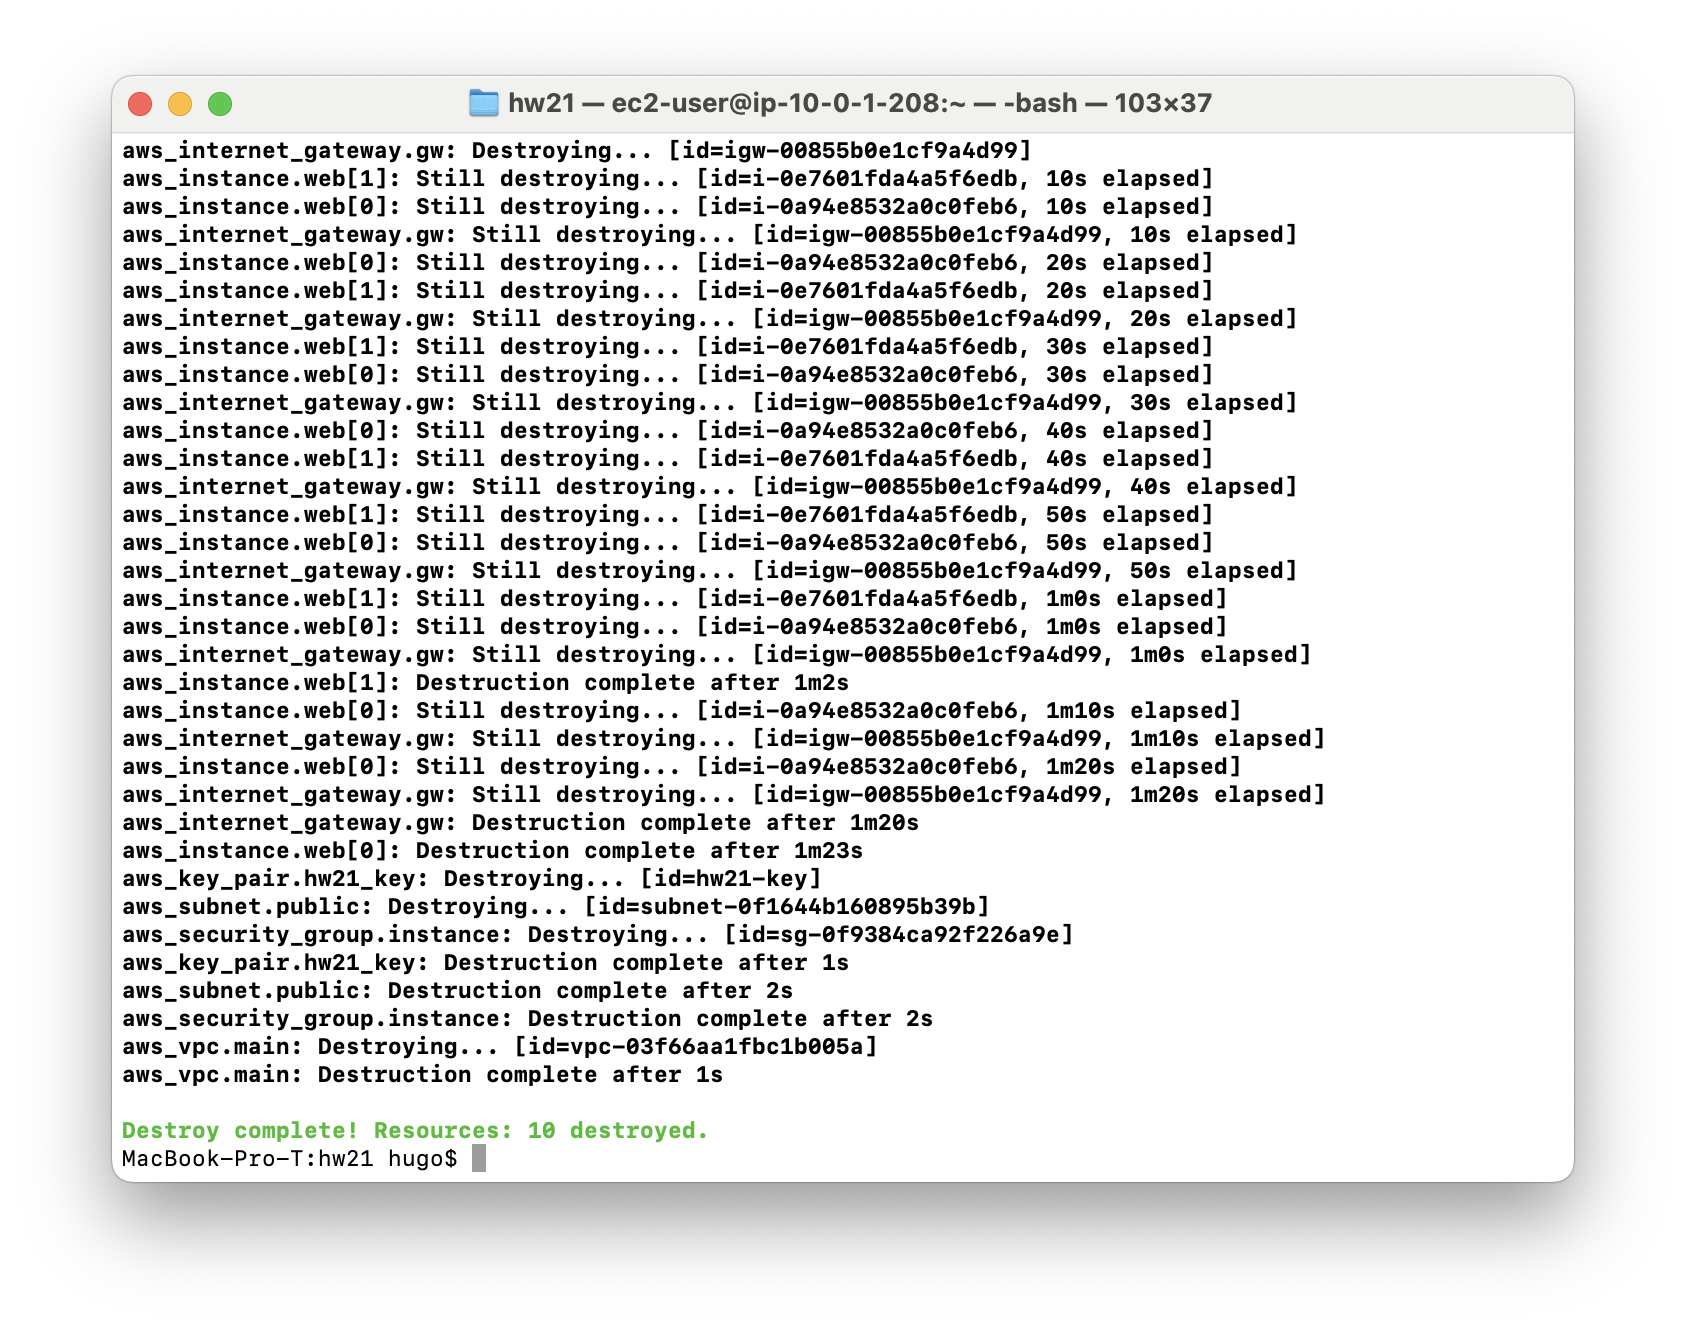 hw21 — ec2-user@ip-10-0-1-208:~ — -bash — 103×37
aws_internet_gateway.gw: Destroying... [id=igw-00855b0e1cf9a4d99]
aws_instance.web[1]: Still destroying... [id=i-0e7601fda4a5f6edb, 10s elapsed]
aws_instance.web[0]: Still destroying... [id=i-0a94e8532a0c0feb6, 10s elapsed]
aws_internet_gateway.gw: Still destroying... [id=igw-00855b0e1cf9a4d99, 10s elapsed]
aws_instance.web[0]: Still destroying... [id=i-0a94e8532a0c0feb6, 20s elapsed]
aws_instance.web[1]: Still destroying... [id=i-0e7601fda4a5f6edb, 20s elapsed]
aws_internet_gateway.gw: Still destroying... [id=igw-00855b0e1cf9a4d99, 20s elapsed]
aws_instance.web[1]: Still destroying... [id=i-0e7601fda4a5f6edb, 30s elapsed]
aws_instance.web[0]: Still destroying... [id=i-0a94e8532a0c0feb6, 30s elapsed]
aws_internet_gateway.gw: Still destroying... [id=igw-00855b0e1cf9a4d99, 30s elapsed]
aws_instance.web[0]: Still destroying... [id=i-0a94e8532a0c0feb6, 40s elapsed]
aws_instance.web[1]: Still destroying... [id=i-0e7601fda4a5f6edb, 40s elapsed]
aws_internet_gateway.gw: Still destroying... [id=igw-00855b0e1cf9a4d99, 40s elapsed]
aws_instance.web[1]: Still destroying... [id=i-0e7601fda4a5f6edb, 50s elapsed]
aws_instance.web[0]: Still destroying... [id=i-0a94e8532a0c0feb6, 50s elapsed]
aws_internet_gateway.gw: Still destroying... [id=igw-00855b0e1cf9a4d99, 50s elapsed]
aws_instance.web[1]: Still destroying... [id=i-0e7601fda4a5f6edb, 1m0s elapsed]
aws_instance.web[0]: Still destroying... [id=i-0a94e8532a0c0feb6, 1m0s elapsed]
aws_internet_gateway.gw: Still destroying... [id=igw-00855b0e1cf9a4d99, 1m0s elapsed]
aws_instance.web[1]: Destruction complete after 1m2s
aws_instance.web[0]: Still destroying... [id=i-0a94e8532a0c0feb6, 1m10s elapsed]
aws_internet_gateway.gw: Still destroying... [id=igw-00855b0e1cf9a4d99, 1m10s elapsed]
aws_instance.web[0]: Still destroying... [id=i-0a94e8532a0c0feb6, 1m20s elapsed]
aws_internet_gateway.gw: Still destroying... [id=igw-00855b0e1cf9a4d99, 1m20s elapsed]
aws_internet_gateway.gw: Destruction complete after 1m20s
aws_instance.web[0]: Destruction complete after 1m23s
aws_key_pair.hw21_key: Destroying... [id=hw21-key]
aws_subnet.public: Destroying... [id=subnet-0f1644b160895b39b]
aws_security_group.instance: Destroying... [id=sg-0f9384ca92f226a9e]
aws_key_pair.hw21_key: Destruction complete after 1s
aws_subnet.public: Destruction complete after 2s
aws_security_group.instance: Destruction complete after 2s
aws_vpc.main: Destroying... [id=vpc-03f66aa1fbc1b005a]
aws_vpc.main: Destruction complete after 1s
Destroy complete! Resources: 10 destroyed.
MacBook-Pro-T:hw21 hugo$